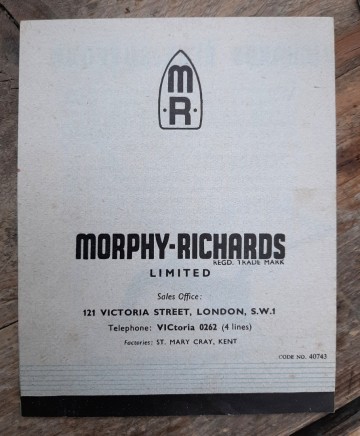 M
·R·
MORPHY-RICHARDS
REGD. TRADE MARK
LIMITED
Sales Office:
121 VICTORIA STREET, LONDON, S.W.1
Telephone: VICtoria 0262 (4 lines)
Factories: ST. MARY CRAY, KENT
CODE NO. 40743